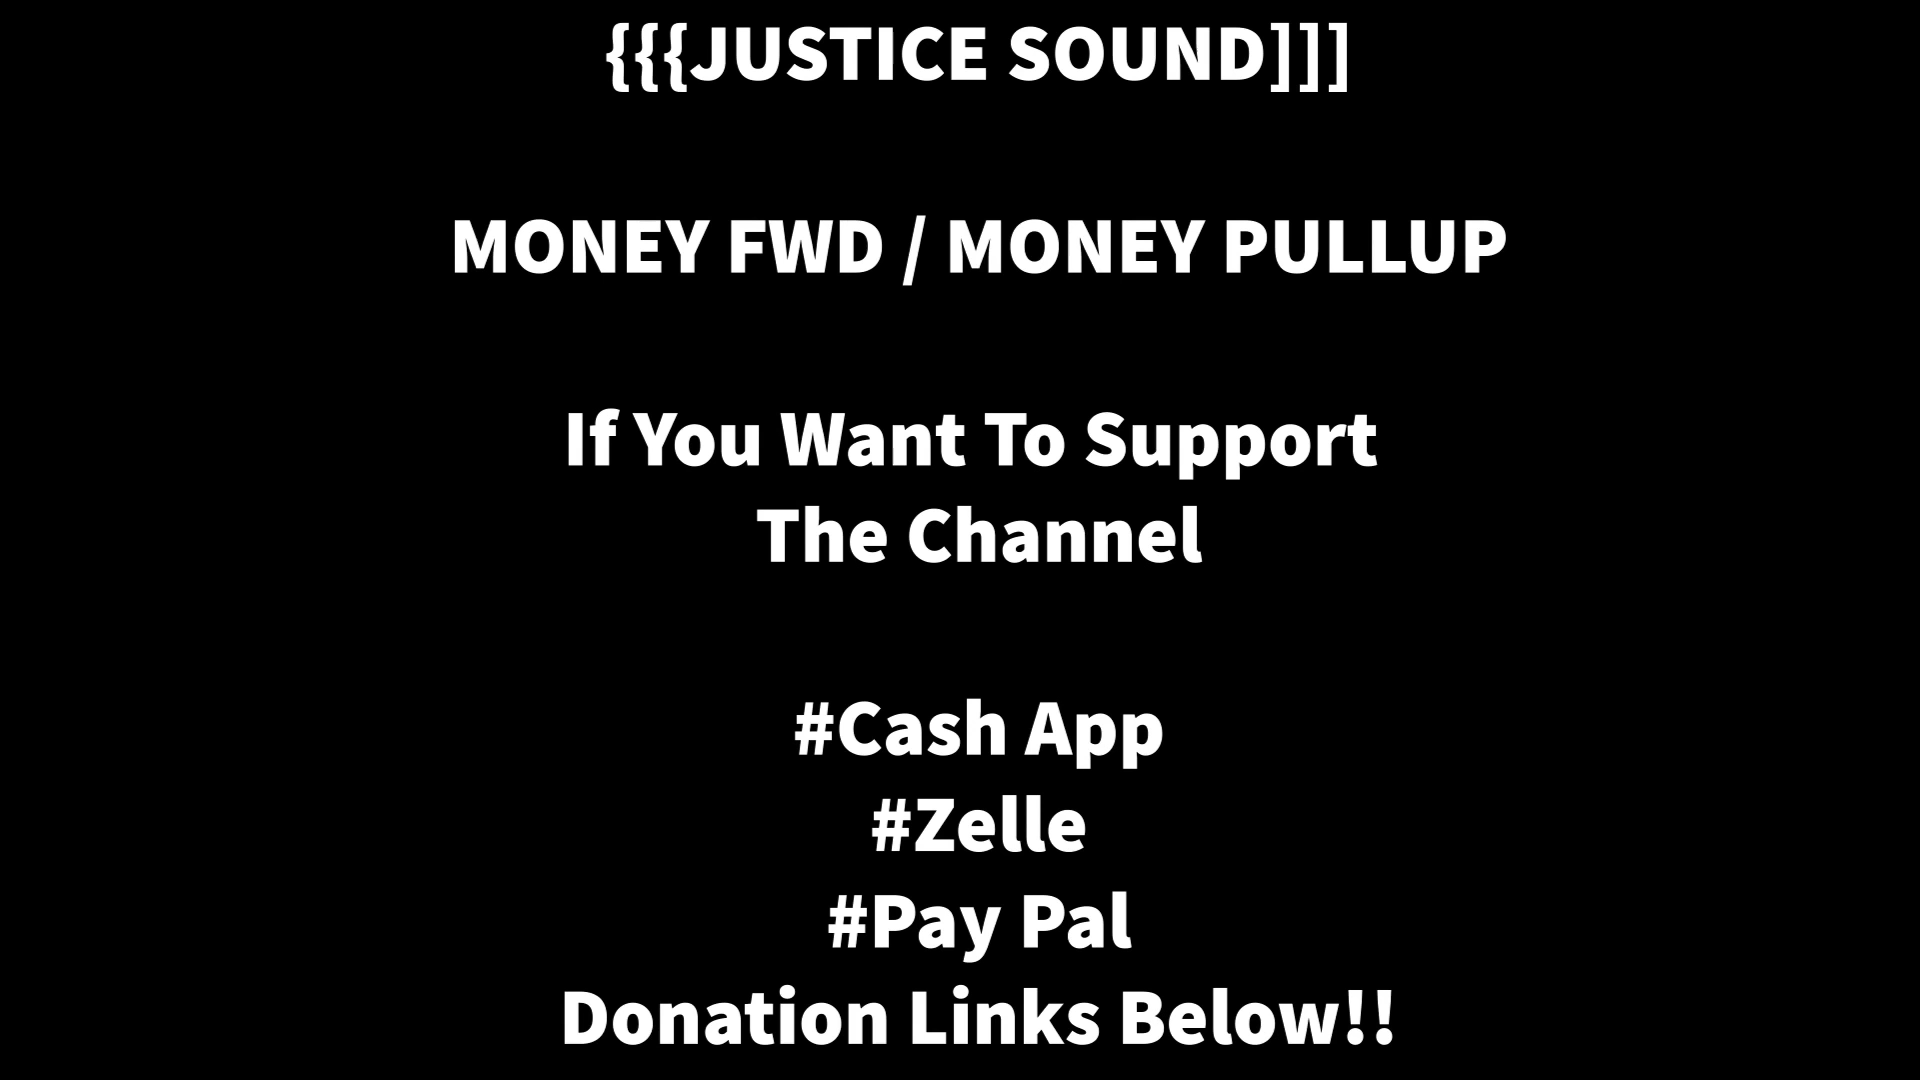 {{{JUSTICE SOUND]]]
MONEY FWD / MONEY PULLUP
If You Want To Support
The Channel
#Cash App
#Zelle
#Pay Pal
Donation Links Below!!